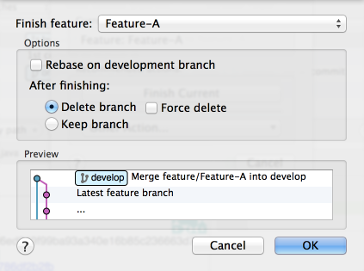 Finish feature: Feature-A
Options
Rebase on development branch
After finishing:
Delete branch Force delete
Keep branch
Preview
develop Merge feature/Feature-A into develop
Latest feature branch
...
? Cancel OK